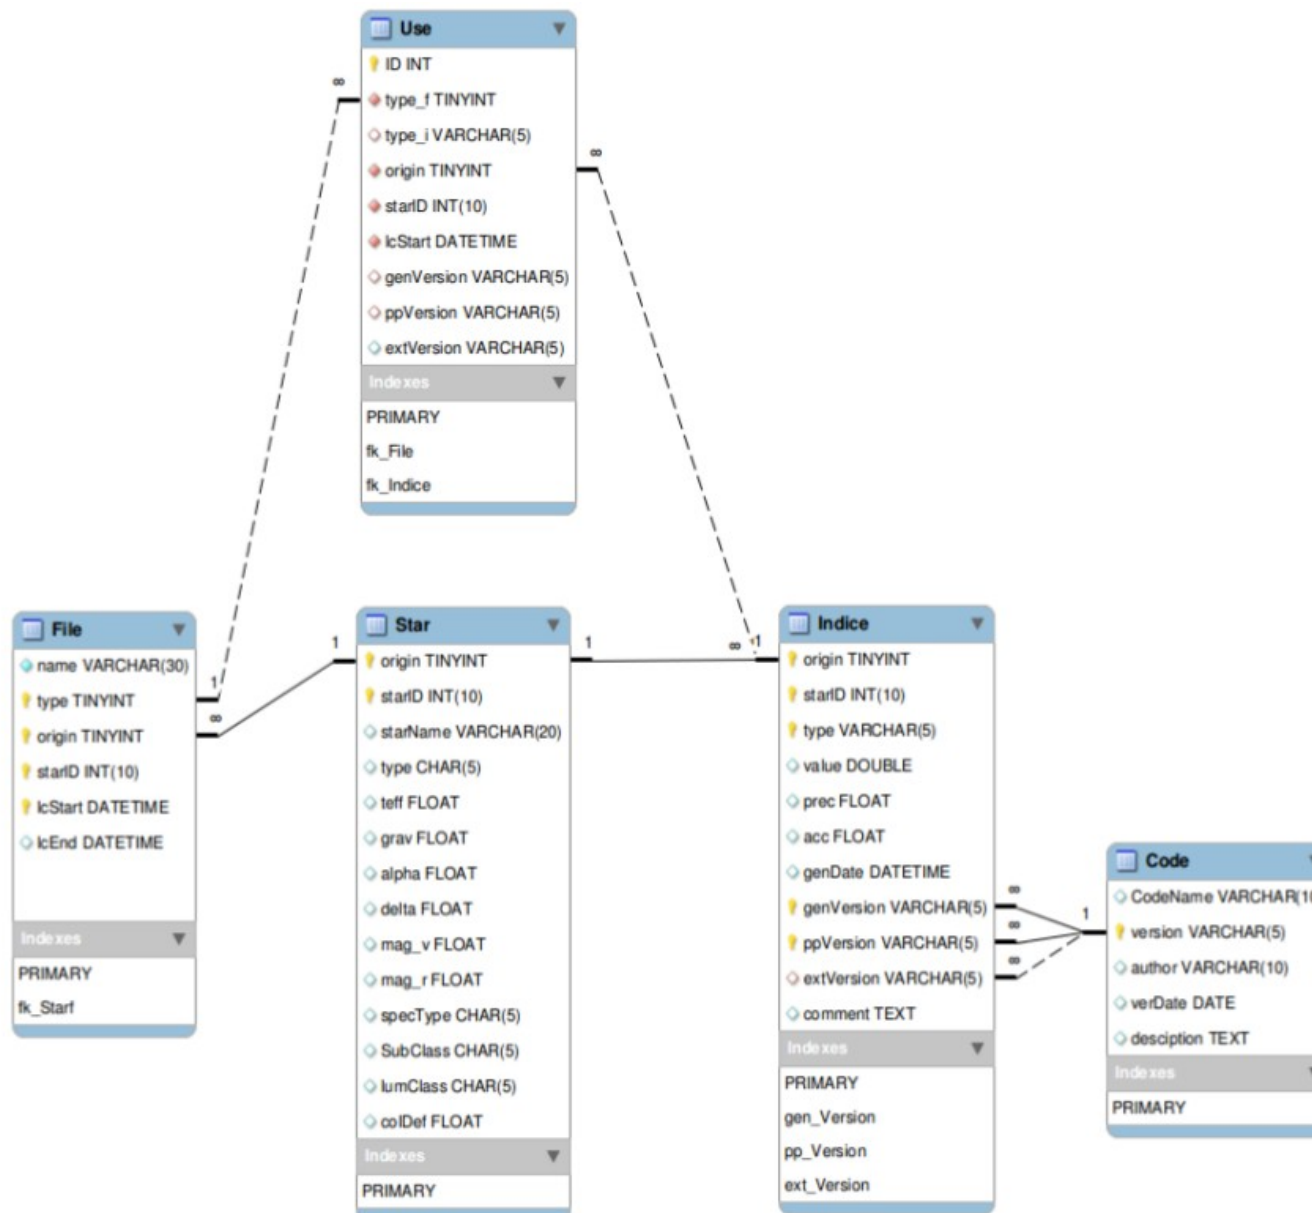 Use
ID INT
type_f TINYINT
type_i VARCHAR(5)
origin TINYINT
starID INT(10)
lcStart DATETIME
genVersion VARCHAR(5)
ppVersion VARCHAR(5)
extVersion VARCHAR(5)
Indexes
PRIMARY
fk_File
fk_Indice
∞
∞
File
name VARCHAR(30)
type TINYINT
origin TINYINT
starID INT(10)
lcStart DATETIME
lcEnd DATETIME
Indexes
PRIMARY
fk_Starf
1
∞
1
Star
origin TINYINT
starID INT(10)
starName VARCHAR(20)
type CHAR(5)
teff FLOAT
grav FLOAT
alpha FLOAT
delta FLOAT
mag_v FLOAT
mag_r FLOAT
specType CHAR(5)
SubClass CHAR(5)
lumClass CHAR(5)
colDef FLOAT
Indexes
PRIMARY
1
∞ 1
Indice
origin TINYINT
starID INT(10)
type VARCHAR(5)
value DOUBLE
prec FLOAT
acc FLOAT
genDate DATETIME
genVersion VARCHAR(5)
ppVersion VARCHAR(5)
extVersion VARCHAR(5)
comment TEXT
Indexes
PRIMARY
gen_Version
pp_Version
ext_Version
∞
∞
∞
1
Code
CodeName VARCHAR(10
version VARCHAR(5)
author VARCHAR(10)
verDate DATE
desciption TEXT
Indexes
PRIMARY